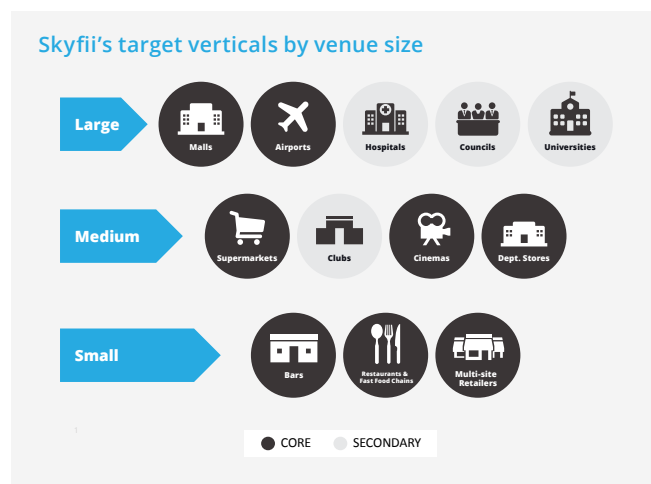 Skyfii's target verticals by venue size
Large
Malls
Airports
Hospitals
Councils
Universities
Medium
Supermarkets
Clubs
Cinemas
Dept. Stores
Small
Bars
Restaurants &
Fast Food Chains
Multi-site
Retailers
CORE
SECONDARY